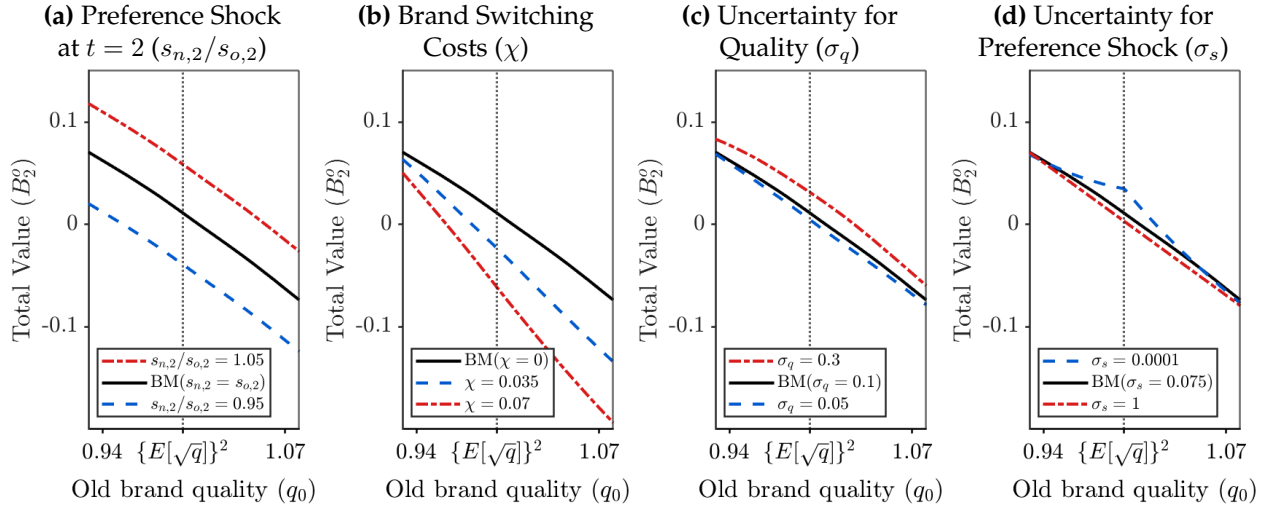 (a) Preference Shock
at t = 2 (s_{n,2}/s_{o,2})
Total Value (B_2^o)
0.1
0
-0.1
s_{n,2}/s_{o,2} = 1.05
BM(s_{n,2} = s_{o,2})
s_{n,2}/s_{o,2} = 0.95
0.94 {E[√q]}² 1.07
Old brand quality (q_0)
(b) Brand Switching
Costs (χ)
Total Value (B_2^o)
0.1
0
-0.1
BM(χ = 0)
χ = 0.035
χ = 0.07
0.94 {E[√q]}² 1.07
Old brand quality (q_0)
(c) Uncertainty for
Quality (σ_q)
Total Value (B_2^o)
0.1
0
-0.1
σ_q = 0.3
BM(σ_q = 0.1)
σ_q = 0.05
0.94 {E[√q]}² 1.07
Old brand quality (q_0)
(d) Uncertainty for
Preference Shock (σ_s)
Total Value (B_2^o)
0.1
0
-0.1
σ_s = 0.0001
BM(σ_s = 0.075)
σ_s = 1
0.94 {E[√q]}² 1.07
Old brand quality (q_0)